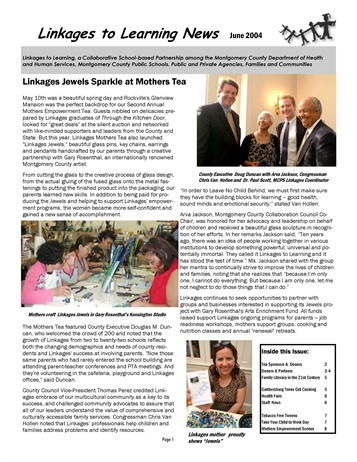 Linkages to Learning News June 2004
Linkages to Learning, a Collaborative School-based Partnership among the Montgomery County Department of Health
and Human Services, Montgomery County Public Schools, Public and Private Agencies, Families and Communities
Linkages Jewels Sparkle at Mothers Tea
May 10th was a beautiful spring day and Rockville's Glenview
Mansion was the perfect backdrop for our Second Annual
Mothers Empowerment Tea. Guests nibbled on delicacies pre-
pared by Linkages graduates of Through the Kitchen Door,
looked for "great deals" at the silent auction and networked
with like-minded supporters and leaders from the County and
State. But this year, Linkages Mothers Tea also launched
"Linkages Jewels," beautiful glass pins, key chains, earrings
and pendants handcrafted by our parents through a creative
partnership with Gary Rosenthal, an internationally renowned
Montgomery County artist.
From cutting the glass to the creative process of glass design,
from the actual gluing of the fused glass onto the metal fas-
tenings to putting the finished product into the packaging, our
parents learned new skills. In addition to being paid for pro-
ducing the Jewels and helping to support Linkages' empower-
ment programs, the women became more self-confident and
gained a new sense of accomplishment.
Mothers craft Linkages Jewels in Gary Rosenthal's Kensington Studio
The Mothers Tea featured County Executive Douglas M. Dun-
can, who welcomed the crowd of 200 and noted that the
growth of Linkages from two to twenty-two schools reflects
both the changing demographics and needs of county resi-
dents and Linkages' success at involving parents. "Now those
same parents who had rarely entered the school building are
attending parent-teacher conferences and PTA meetings. And
they're volunteering in the cafeteria, playground and Linkages
offices," said Duncan.
County Council Vice-President Thomas Perez credited Link-
ages embrace of our multicultural community as a key to its
success, and challenged community advocates to assure that
all of our leaders understand the value of comprehensive and
culturally accessible family services. Congressman Chris Van
Hollen noted that Linkages' professionals help children and
families address problems and identify resources.
County Executive Doug Duncan with Arva Jackson, Congressman
Chris Van Hollen and Dr. Paul Scott, MCPS Linkages Coordinator
"In order to Leave No Child Behind, we must first make sure
they have the building blocks for learning – good health,
sound minds and emotional security," stated Van Hollen.
Arva Jackson, Montgomery County Collaboration Council Co-
Chair, was honored for her advocacy and leadership on behalf
of children and received a beautiful glass sculpture in recogni-
tion of her efforts. In her remarks Jackson said, "Ten years
ago, there was an idea of people working together in various
institutions to develop something powerful, universal and po-
tentially immortal. They called it Linkages to Learning and it
has stood the test of time." Ms. Jackson shared with the group
her mantra to continually strive to improve the lives of children
and families, noting that she realizes that "because I'm only
one, I cannot do everything. But because I am only one, let me
not neglect to do those things that I can do."
Linkages continues to seek opportunities to partner with
groups and businesses interested in supporting its Jewels pro-
ject with Gary Rosenthal's Arts Enrichment Fund. All funds
raised support Linkages ongoing programs for parents – job
readiness workshops, mothers support groups, cooking and
nutrition classes and annual "renewal" retreats.
Linkages mother proudly
shows "Jewels"
Inside this issue:
Tea Sponsors & Donors 2
Donors & Partners 3-4
Family Literacy in the 21st Century 5
Gaithersburg Teens Get Cooking 5
Health Fairs 6
Staff News 6
Tobacco Free Tweens 7
Take Your Child to Work Day 7
Mothers Empowerment Scenes 8
Page 1